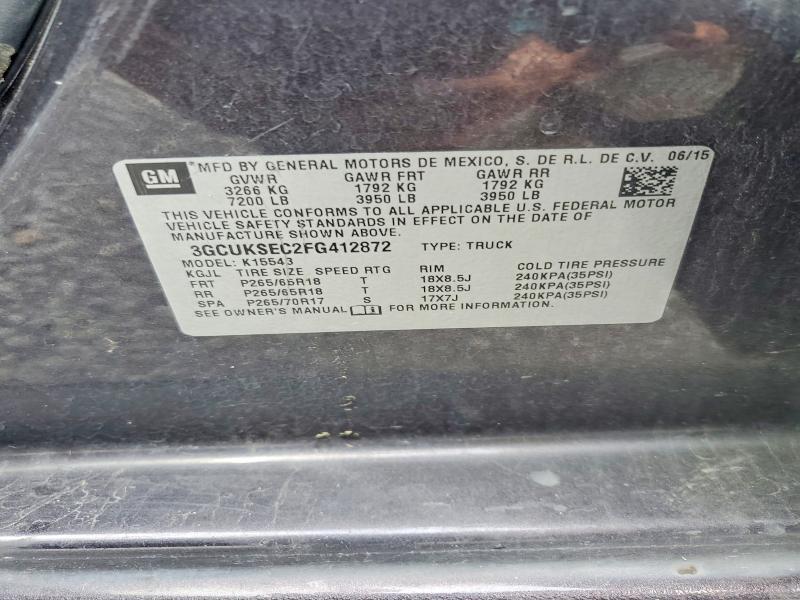 GM MFD BY GENERAL MOTORS DE MEXICO, S. DE R.L. DE C.V. 06/15
GVWR GAWR FRT GAWR RR
3266 KG 1792 KG 1792 KG
7200 LB 3950 LB 3950 LB
THIS VEHICLE CONFORMS TO ALL APPLICABLE U.S. FEDERAL MOTOR
VEHICLE SAFETY STANDARDS IN EFFECT ON THE DATE OF
MANUFACTURE SHOWN ABOVE.
3GCUKSEC2FG412872 TYPE: TRUCK
MODEL: K15543
KGJL TIRE SIZE SPEED RTG RIM COLD TIRE PRESSURE
FRT P265/65R18 T 18X8.5J 240KPA(35PSI)
RR P265/65R18 T 18X8.5J 240KPA(35PSI)
SPA P265/70R17 S 17X7J 240KPA(35PSI)
SEE OWNER'S MANUAL FOR MORE INFORMATION.